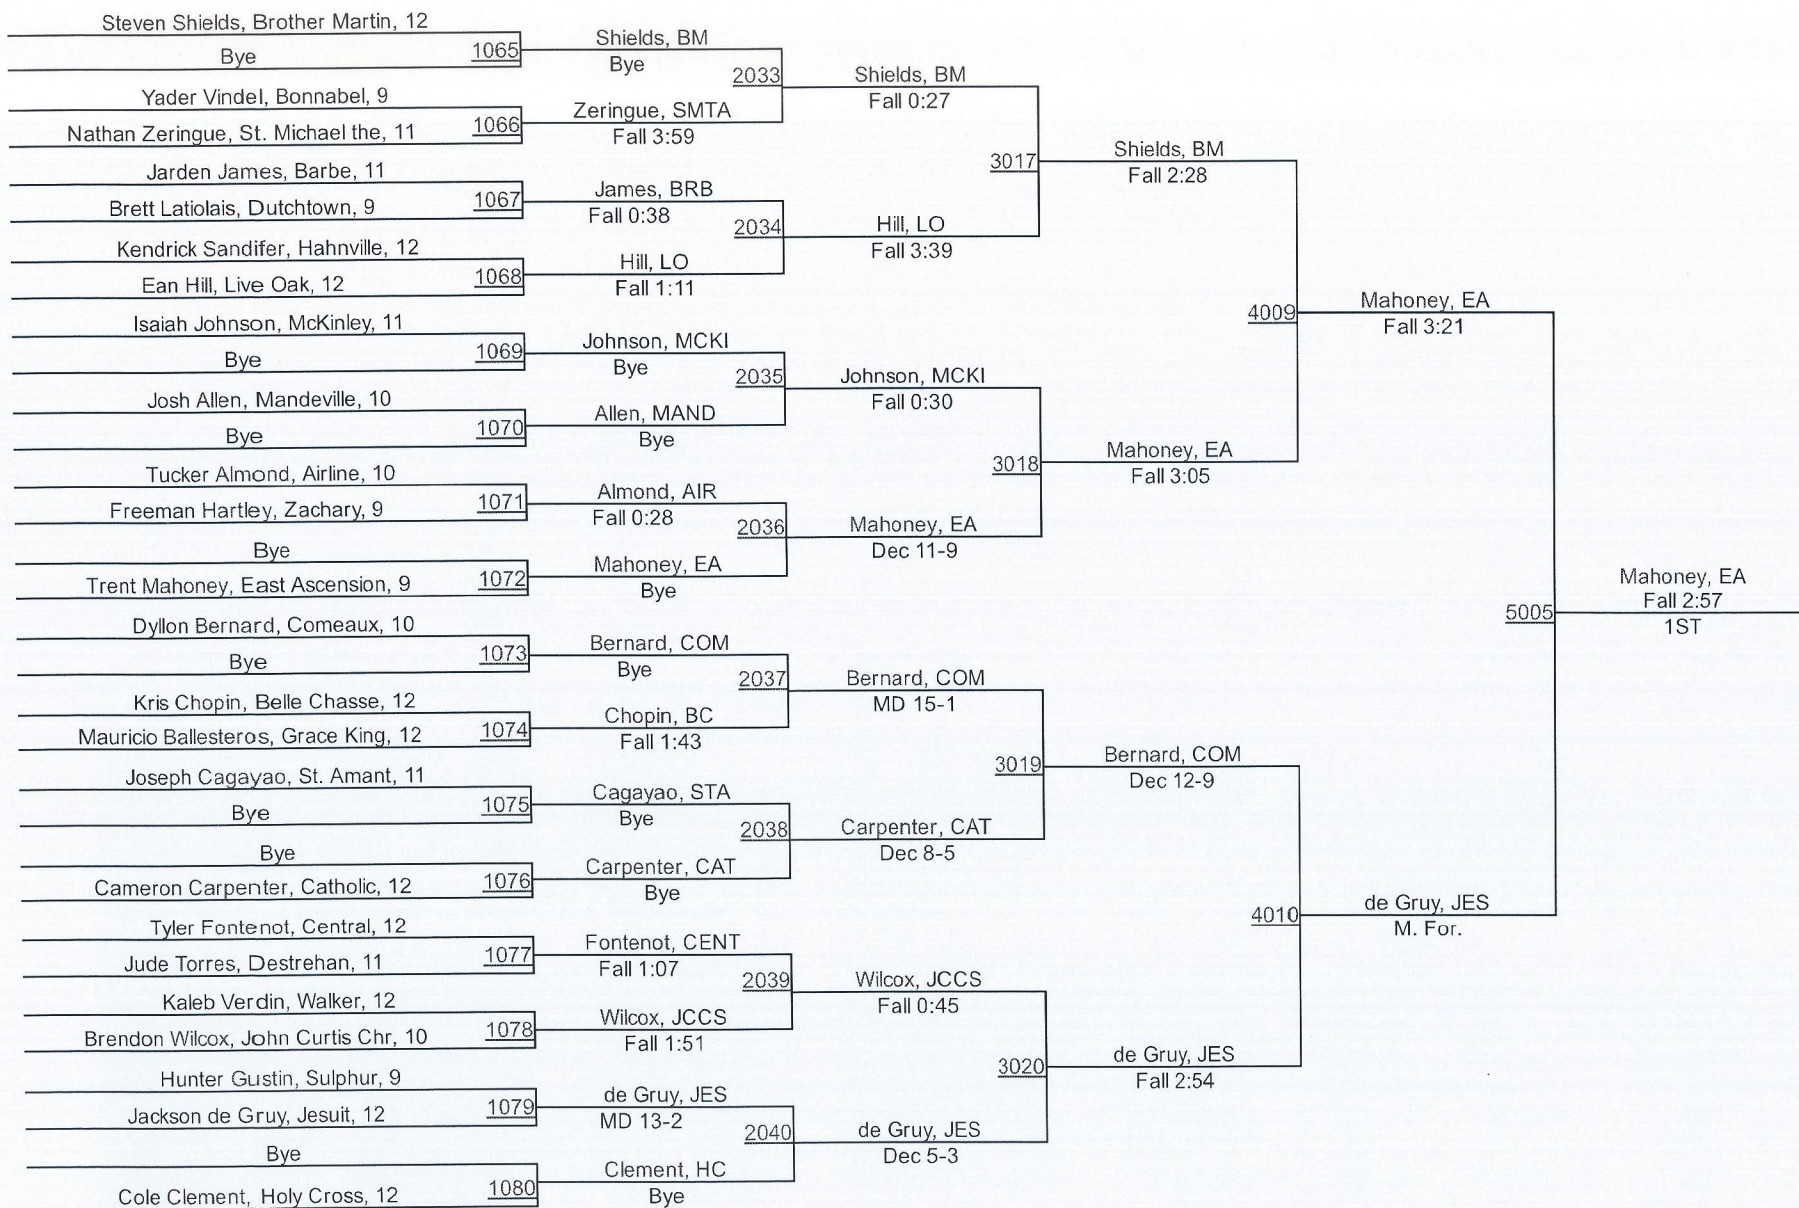 Steven Shields, Brother Martin, 12
Bye
1065
Yader Vindel, Bonnabel, 9
Nathan Zeringue, St. Michael the, 11
1066
Jarden James, Barbe, 11
Brett Latiolais, Dutchtown, 9
1067
Kendrick Sandifer, Hahnville, 12
Ean Hill, Live Oak, 12
1068
Isaiah Johnson, McKinley, 11
Bye
1069
Josh Allen, Mandeville, 10
Bye
1070
Tucker Almond, Airline, 10
Freeman Hartley, Zachary, 9
1071
Bye
Trent Mahoney, East Ascension, 9
1072
Dyllon Bernard, Comeaux, 10
Bye
1073
Kris Chopin, Belle Chasse, 12
Mauricio Ballesteros, Grace King, 12
1074
Joseph Cagayao, St. Amant, 11
Bye
1075
Bye
Cameron Carpenter, Catholic, 12
1076
Tyler Fontenot, Central, 12
Jude Torres, Destrehan, 11
1077
Kaleb Verdin, Walker, 12
Brendon Wilcox, John Curtis Chr, 10
1078
Hunter Gustin, Sulphur, 9
Jackson de Gruy, Jesuit, 12
1079
Bye
Cole Clement, Holy Cross, 12
1080
Shields, BM
Bye
2033
Zeringue, SMTA
Fall 3:59
James, BRB
Fall 0:38
2034
Hill, LO
Fall 1:11
Johnson, MCKI
Bye
2035
Allen, MAND
Bye
Almond, AIR
Fall 0:28
2036
Mahoney, EA
Bye
Bernard, COM
Bye
2037
Chopin, BC
Fall 1:43
Cagayao, STA
Bye
2038
Carpenter, CAT
Bye
Fontenot, CENT
Fall 1:07
2039
Wilcox, JCCS
Fall 1:51
de Gruy, JES
MD 13-2
2040
Clement, HC
Bye
Shields, BM
Fall 0:27
3017
Hill, LO
Fall 3:39
Johnson, MCKI
Fall 0:30
3018
Mahoney, EA
Dec 11-9
Bernard, COM
MD 15-1
3019
Carpenter, CAT
Dec 8-5
Wilcox, JCCS
Fall 0:45
3020
de Gruy, JES
Dec 5-3
Shields, BM
Fall 2:28
4009
Mahoney, EA
Fall 3:05
Bernard, COM
Dec 12-9
4010
de Gruy, JES
Fall 2:54
Mahoney, EA
Fall 3:21
5005
de Gruy, JES
M. For.
Mahoney, EA
Fall 2:57
1ST